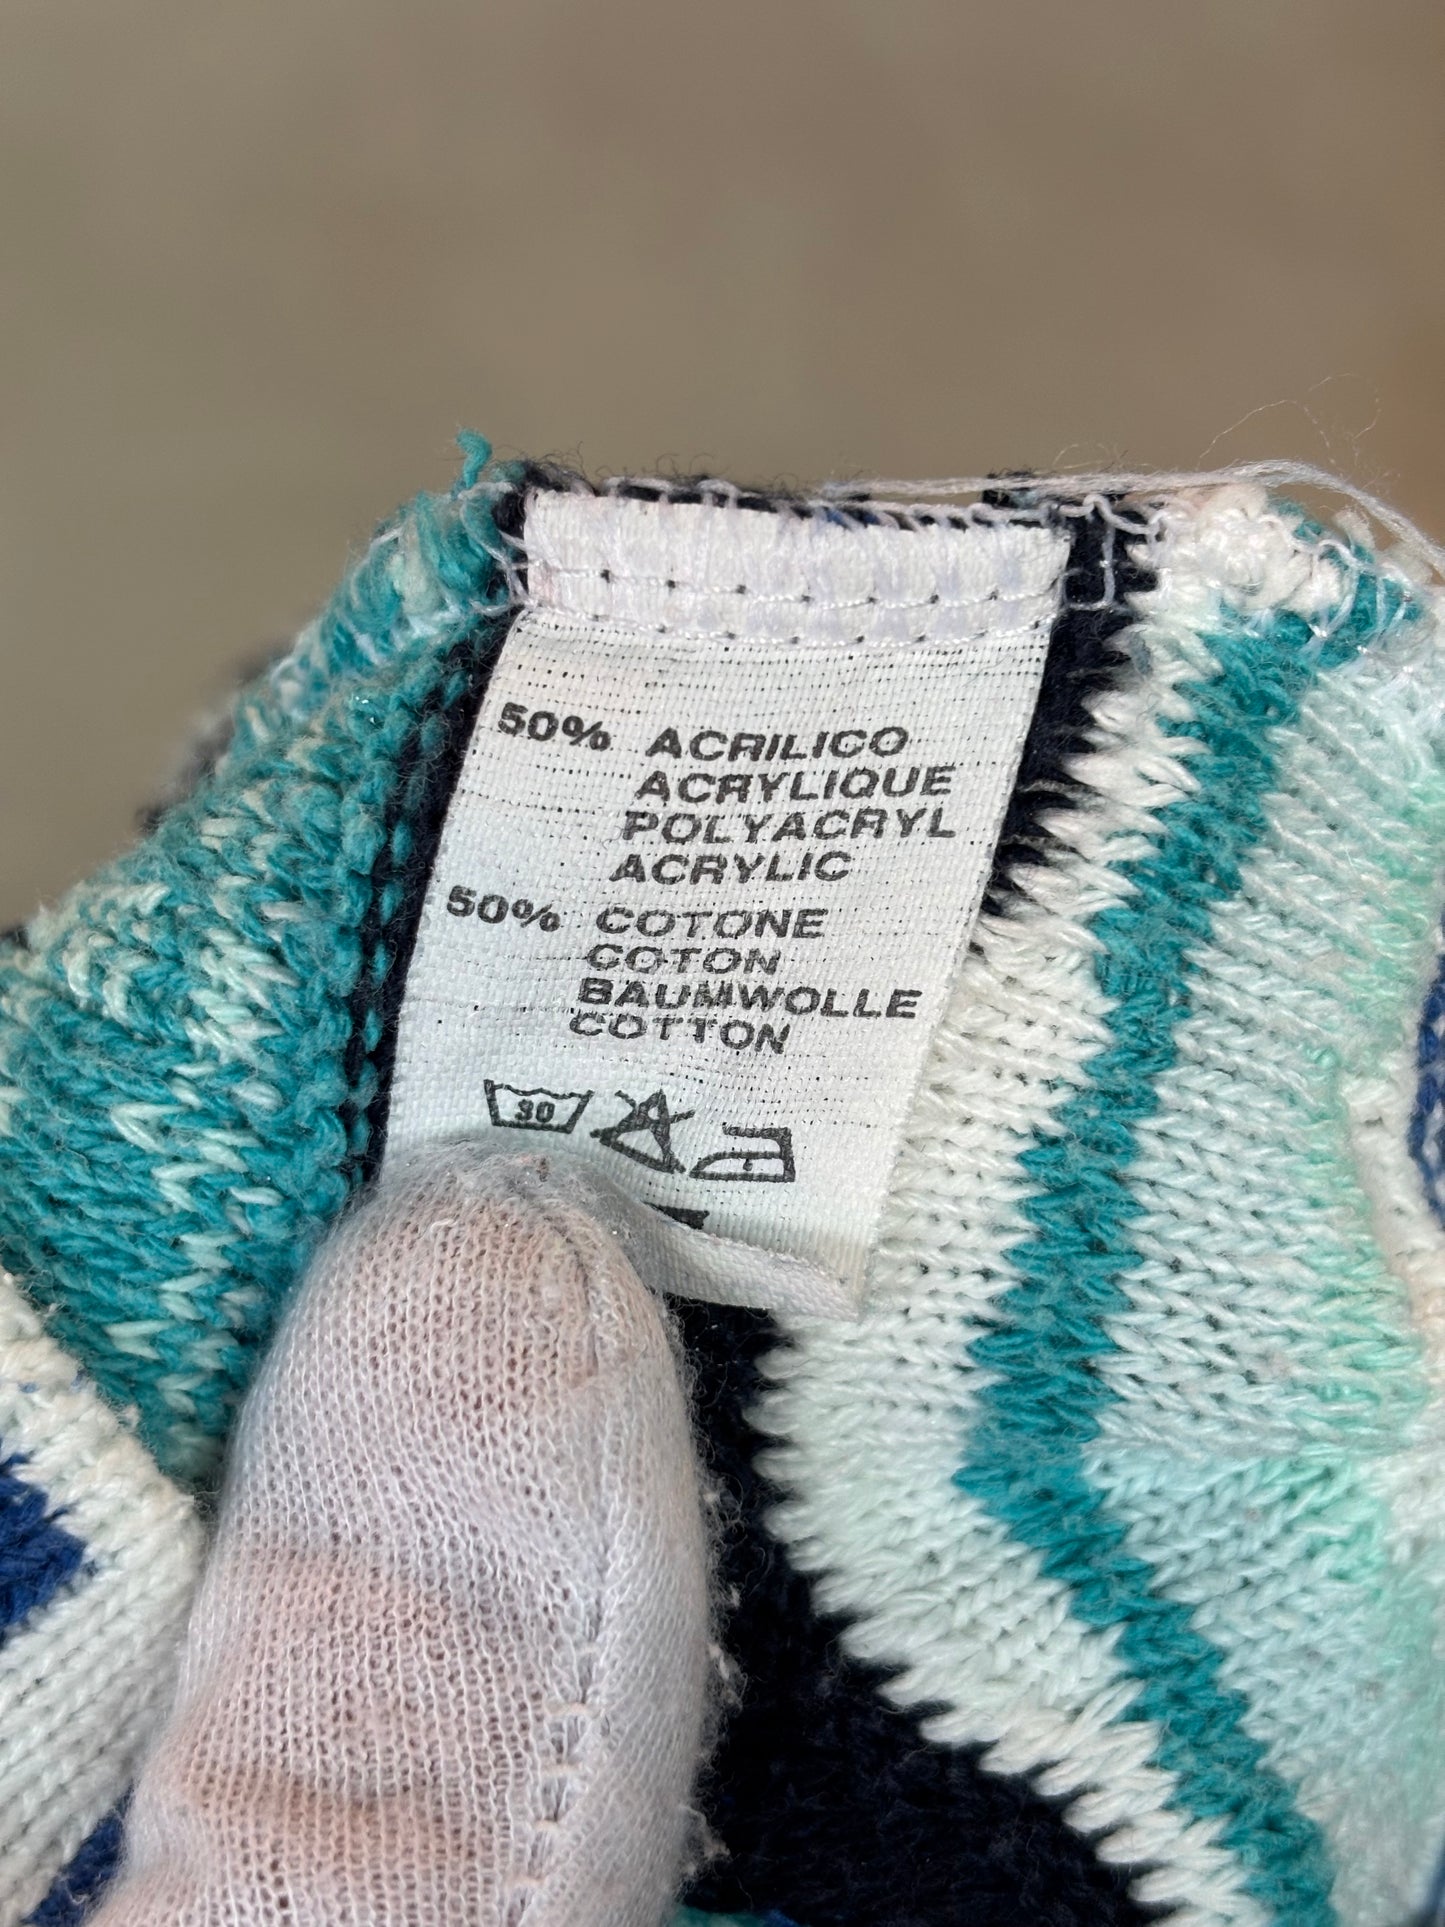 50% ACRILICO
ACRYLIQUE
POLYACRYL
ACRYLIC
50% COTONE
COTON
BAUMWOLLE
COTTON
30